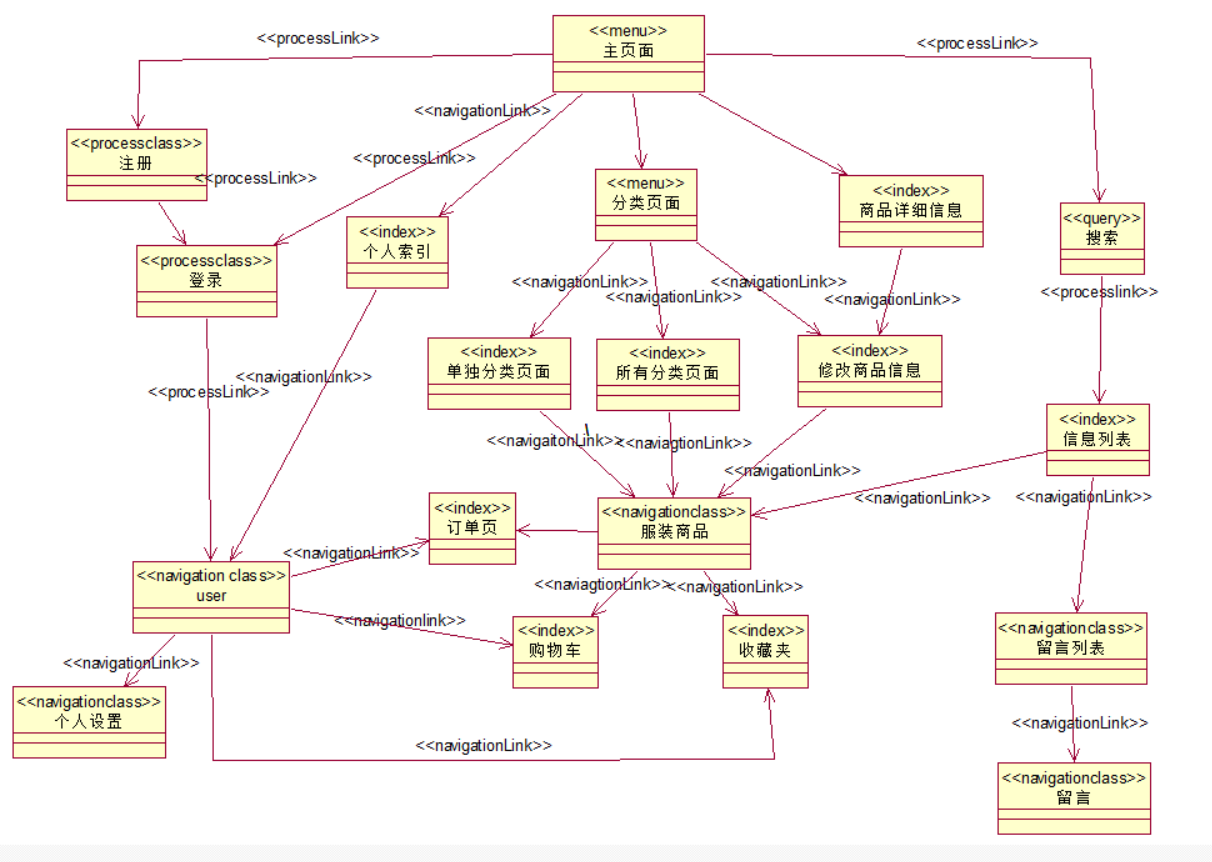 <<menu>>
主页面
<<processLink>>
<<processLink>>
<<navigationLink>>
<<processclass>>
注册
<<processLink>>
<<processLink>>
<<menu>>
分类页面
<<index>>
商品详细信息
<<query>>
搜索
<<index>>
个人索引
<<processclass>>
登录
<<navigationLink>>
<<navigationLink>>
<<navigationLink>>
<<navigationLink>>
<<processlink>>
<<index>>
单独分类页面
<<index>>
所有分类页面
<<index>>
修改商品信息
<<navigationLink>>
<<processLink>>
<<index>>
信息列表
<<navigaitonLink>>
<<naviagtionLink>>
<<navigationLink>>
<<navigationLink>>
<<navigationLink>>
<<index>>
订单页
<<navigationclass>>
服装商品
<<navigationLink>>
<<navigation class>>
user
<<naviagtionLink>>
<<navigationLink>>
<<navigationlink>>
<<index>>
购物车
<<index>>
收藏夹
<<navigationclass>>
留言列表
<<navigationLink>>
<<navigationclass>>
个人设置
<<navigationLink>>
<<navigationLink>>
<<navigationclass>>
留言